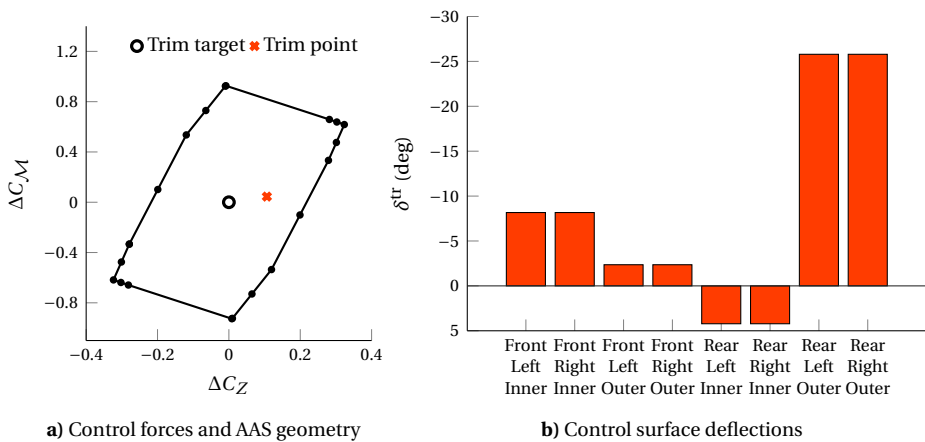 Trim target Trim point
1.2
0.8
0.4
0
−0.4
−0.8
ΔC_ℳ
−0.4 −0.2 0 0.2 0.4
ΔC_Z
a) Control forces and AAS geometry
−30
−25
−20
−15
−10
−5
0
5
δ^tr (deg)
Front Left Inner
Front Right Inner
Front Left Outer
Front Right Outer
Rear Left Inner
Rear Right Inner
Rear Left Outer
Rear Right Outer
b) Control surface deflections